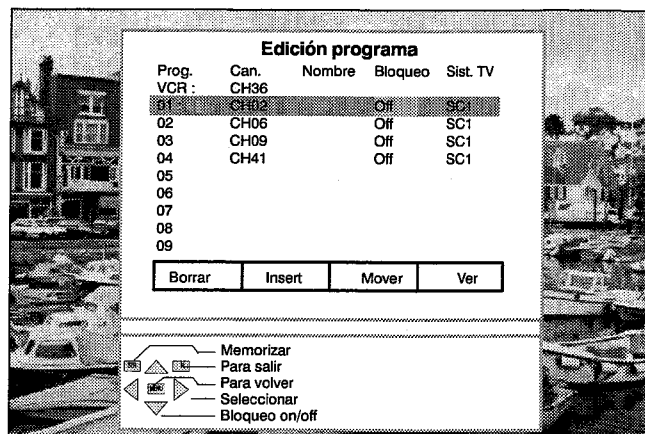 Edición programa
Prog. Can. Nombre Bloqueo Sist. TV
VCR : CH36
01 : CH02 Off SC1
02 CH06 Off SC1
03 CH09 Off SC1
04 CH41 Off SC1
05
06
07
08
09
Borrar Insert Mover Ver
Memorizar
Para salir
Para volver
Seleccionar
Bloqueo on/off